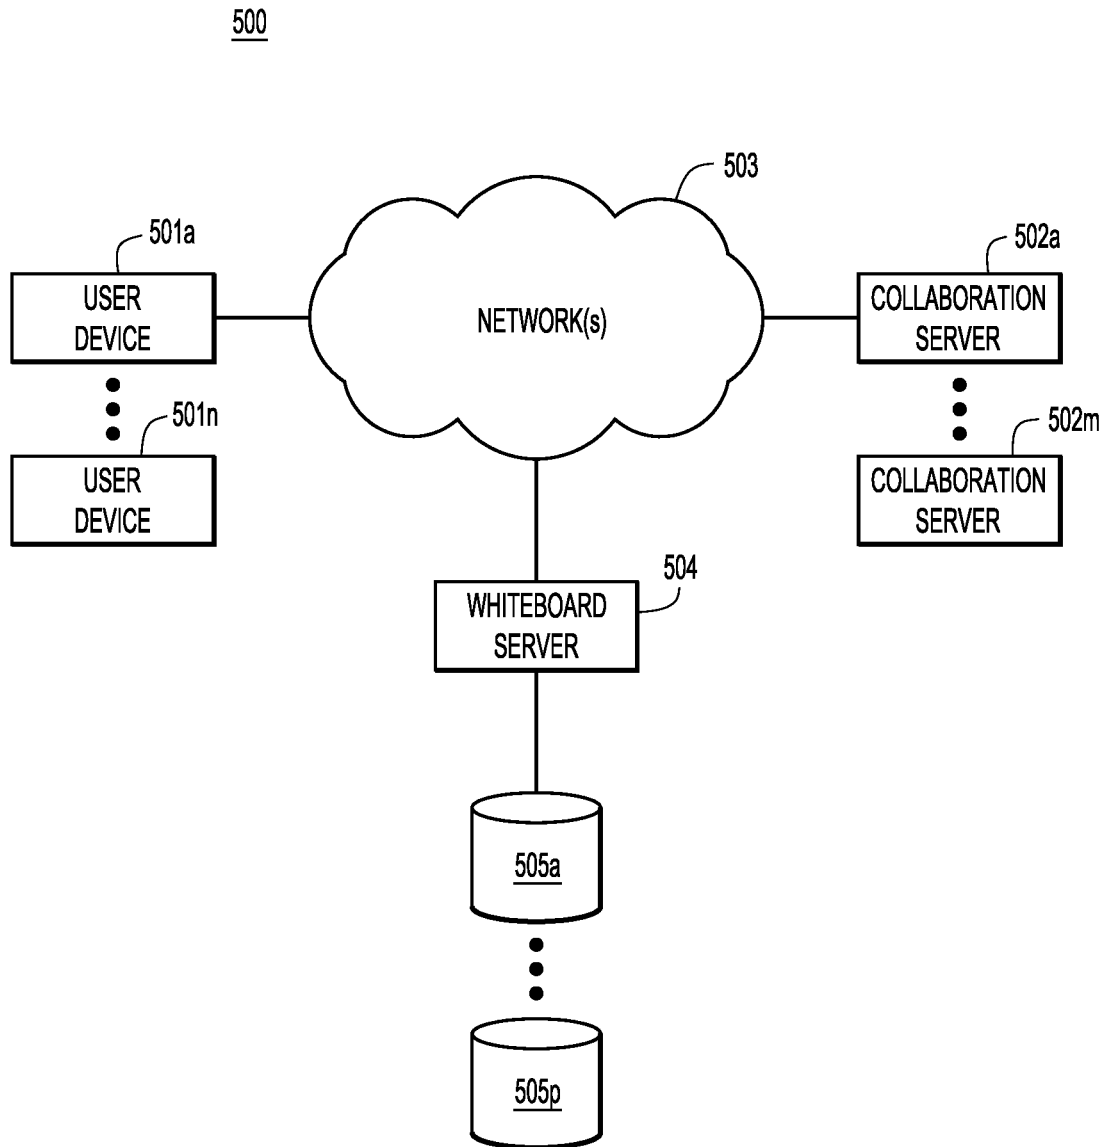 500
503
501a
USER
DEVICE
NETWORK(s)
502a
COLLABORATION
SERVER
501n
USER
DEVICE
502m
COLLABORATION
SERVER
504
WHITEBOARD
SERVER
505a
505p